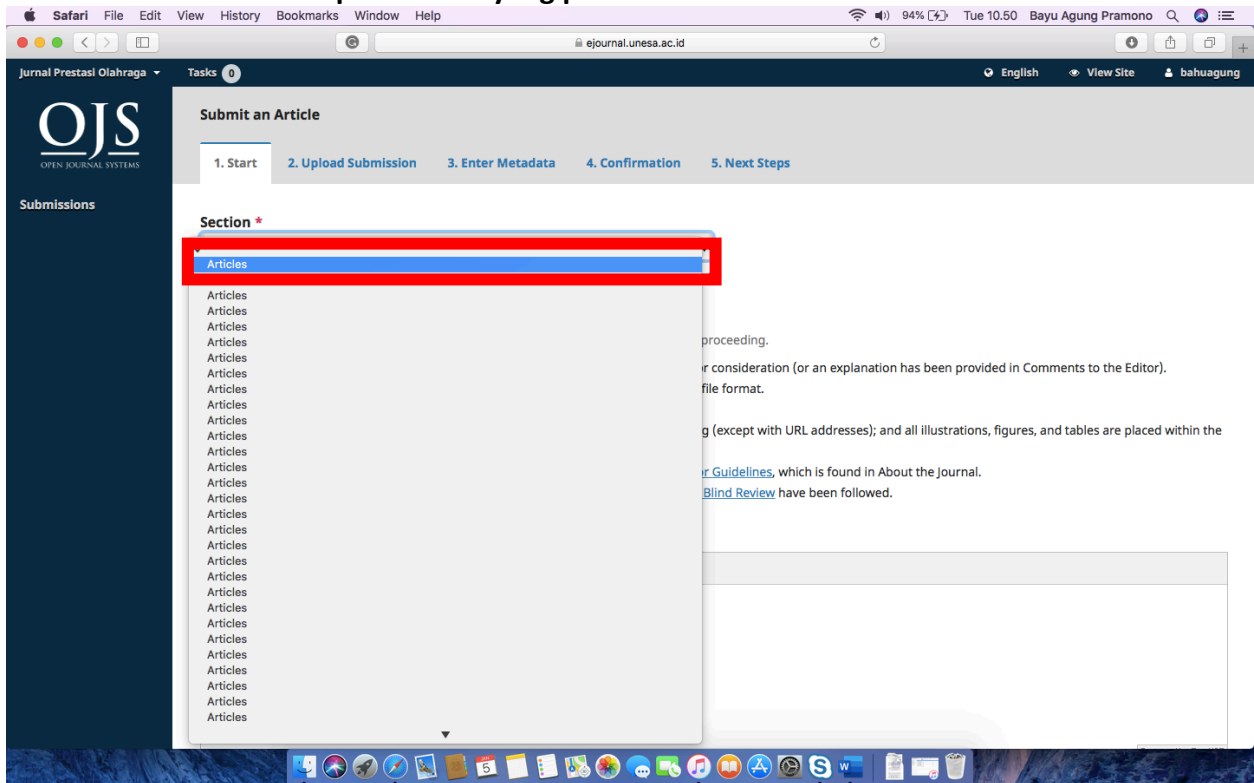 Safari File Edit View History Bookmarks Window Help 94% Tue 10.50 Bayu Agung Pramono
ejournal.unesa.ac.id
Jurnal Prestasi Olahraga Tasks 0 English View Site bahuagung
OJS
OPEN JOURNAL SYSTEMS
Submissions
Submit an Article
1. Start 2. Upload Submission 3. Enter Metadata 4. Confirmation 5. Next Steps
Section *
Articles
Articles
Articles
Articles
Articles
proceeding.
Articles
r consideration (or an explanation has been provided in Comments to the Editor).
Articles
Articles
file format.
Articles
Articles
Articles
g (except with URL addresses); and all illustrations, figures, and tables are placed within the
Articles
Articles
r Guidelines, which is found in About the Journal.
Articles
Articles
Blind Review have been followed.
Articles
Articles
Articles
Articles
Articles
Articles
Articles
Articles
Articles
Articles
Articles
Articles
Articles
Articles